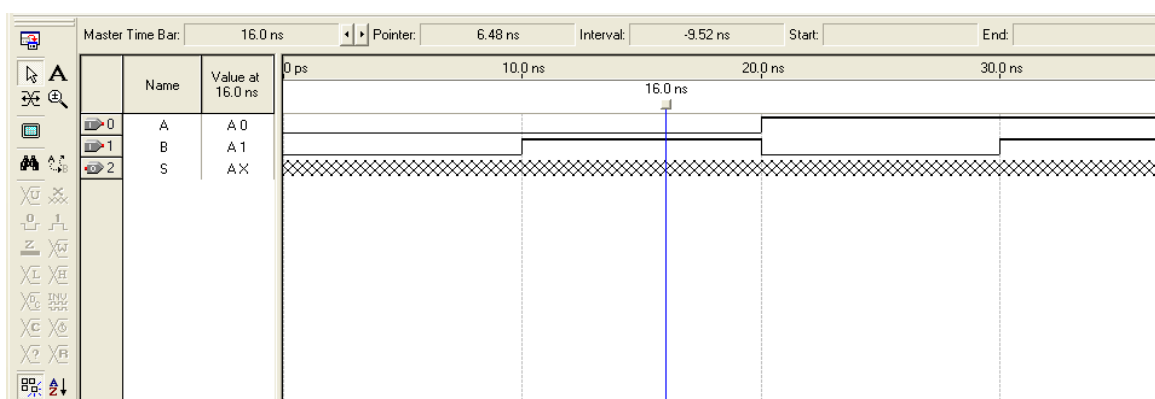 Master Time Bar: 16.0 ns Pointer: 6.48 ns Interval: -9.52 ns Start: End:
A
Name Value at 16.0 ns 0 ps 10.0 ns 20.0 ns 30.0 ns
16.0 ns
0 A A 0
1 B A 1
2 S A X